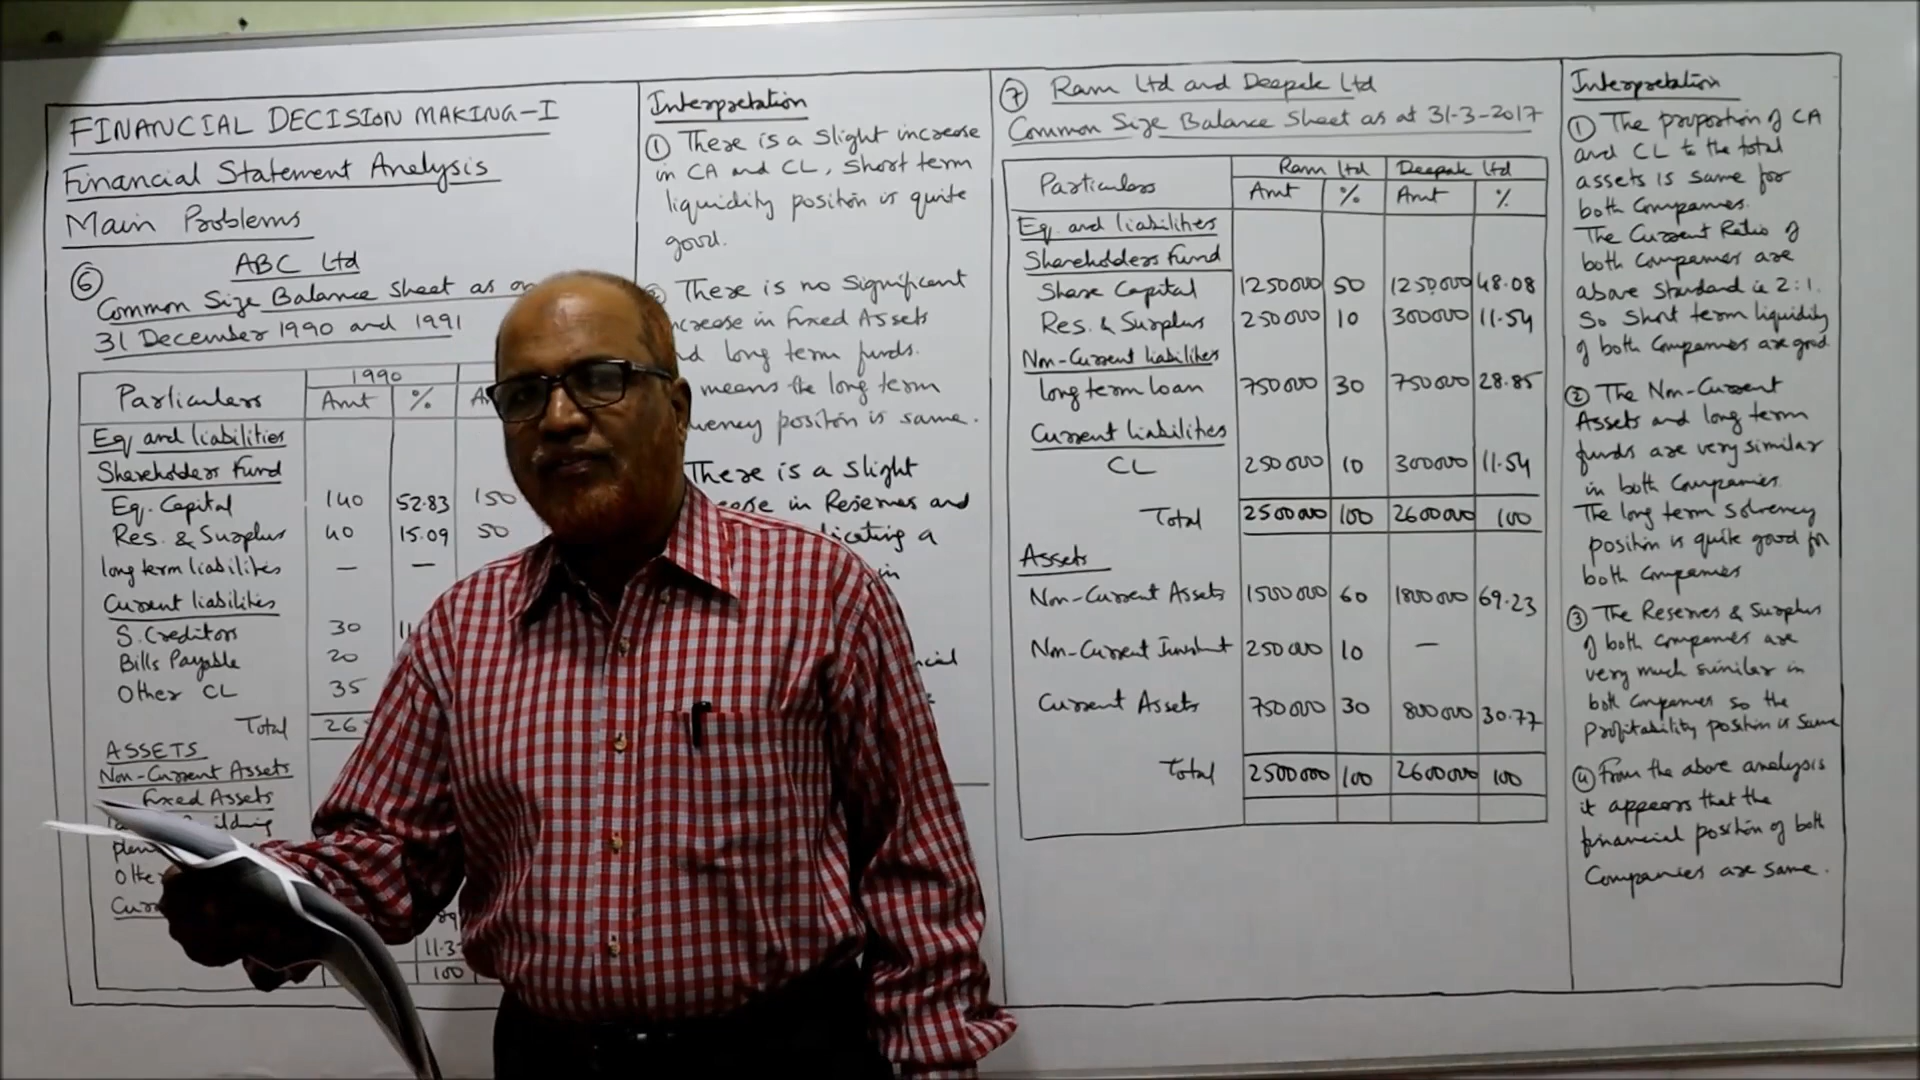 FINANCIAL DECISION MAKING-I
Financial Statement Analysis
Main Problems
⑥ ABC Ltd
Common Size Balance Sheet as on
31 December 1990 and 1991
Particulars 1990
Amt %
Eq and liabilities
Shareholders Fund
Eq. Capital 140 52.83 150
Res. & Surplus 40 15.09 50
long term liabilities — —
Current liabilities
S. Creditors 30
Bills Payable 20
Other CL 35
Total 26
ASSETS
Non-Current Assets
Fixed Assets
100
Interpretation
① There is a slight increase
in CA and CL, Short term
liquidity position is quite
good.
There is no significant
increase in Fixed Assets
long term funds.
means the long term
position is same.
There is a slight
in Reserves and
a
in
⑦ Ram Ltd and Deepak Ltd
Common Size Balance Sheet as at 31-3-2017
Particulars Ram ltd Deepak ltd
Amt % Amt %
Eq. and liabilities
Shareholders Fund
Share Capital 1250000 50 1250000 48.08
Res. & Surplus 250000 10 300000 11.54
Non-Current liabilities
long term loan 750000 30 750000 28.85
Current liabilities
CL 250000 10 300000 11.54
Total 2500000 100 2600000 100
Assets
Non-Current Assets 1500000 60 1800000 69.23
Non-Current Invstmt 250000 10 —
Current Assets 750000 30 800000 30.77
Total 2500000 100 2600000 100
Interpretation
① The proportion of CA
and CL to the total
assets is same for
both Companies.
The Current Ratio of
both Companies are
above standard ie 2:1.
So short term liquidity
of both Companies are good
② The Non-Current
Assets and long term
funds are very similar
in both Companies.
The long term solvency
position is quite good for
both Companies
③ The Reserves & Surplus
of both Companies are
very much similar in
both Companies so the
Profitability position is same
④ From the above analysis
it appears that the
financial position of both
Companies are same.